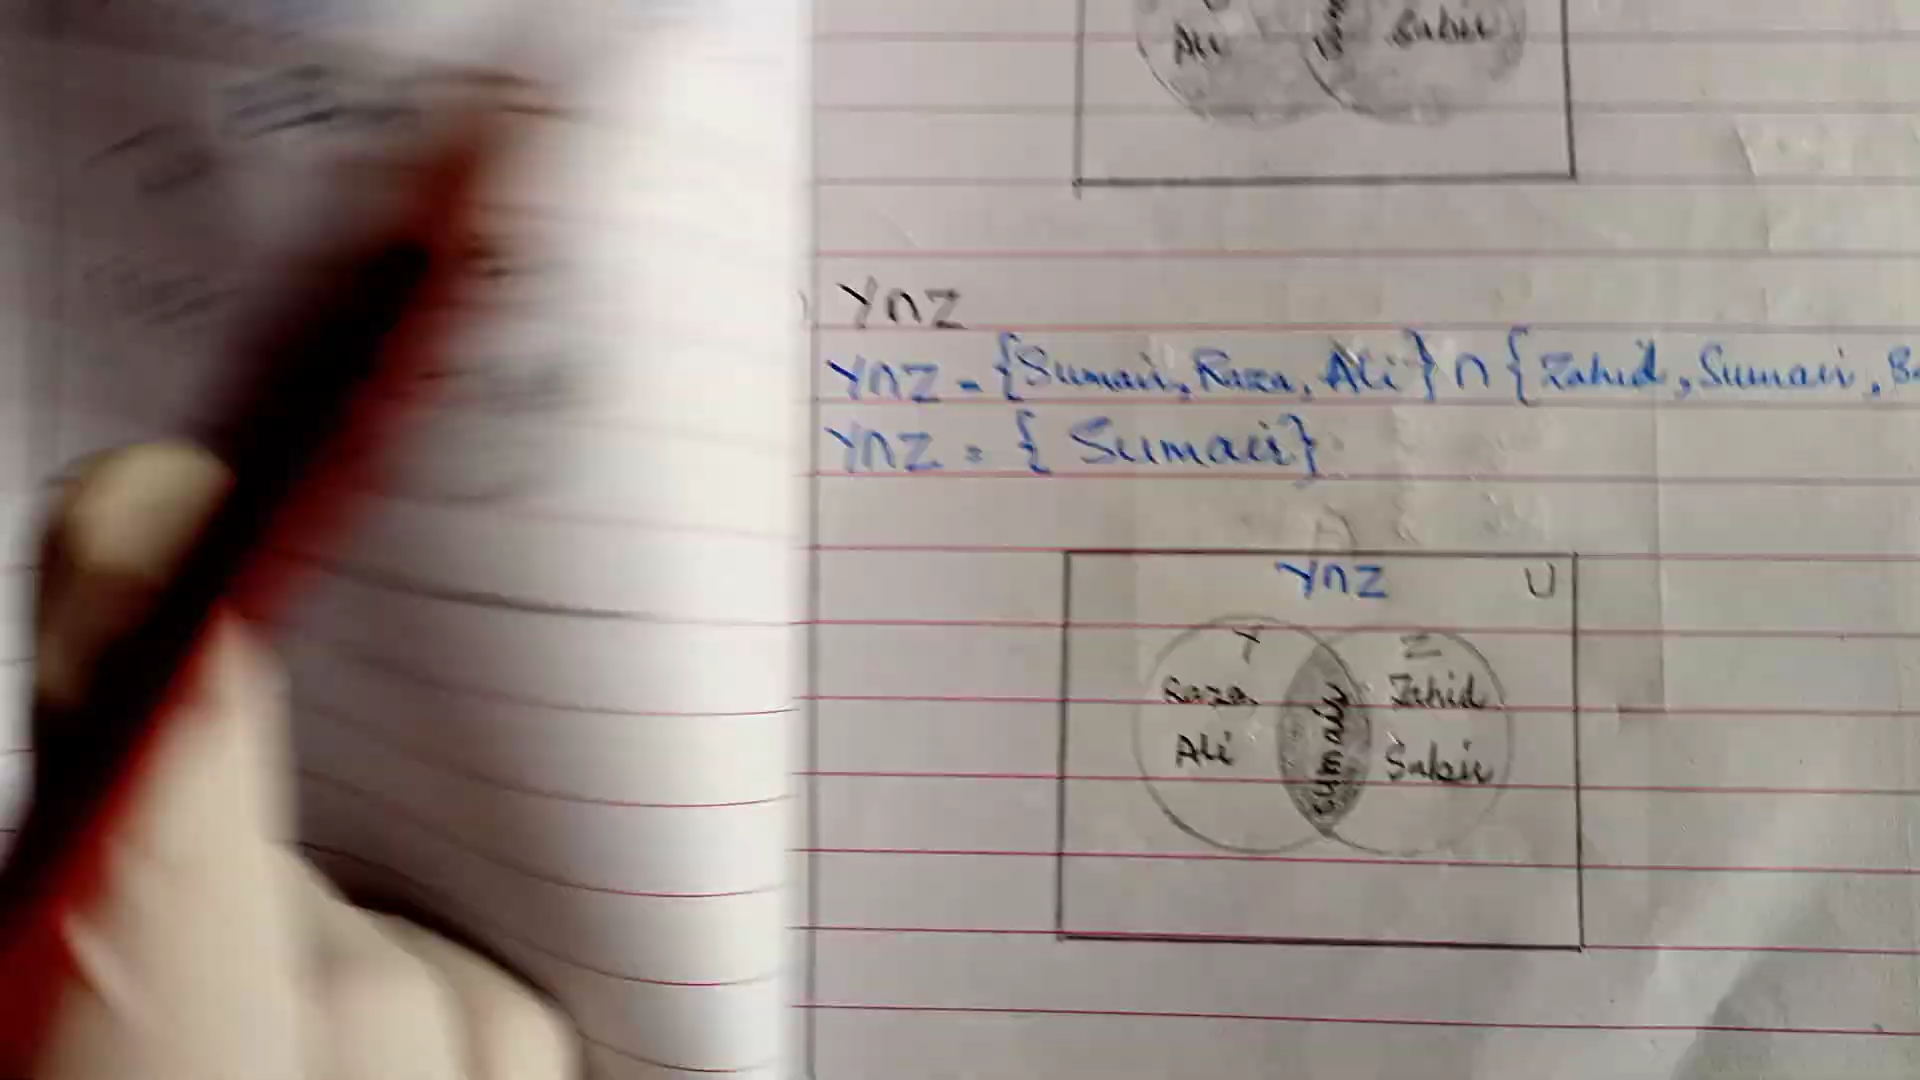 Ali Sabir
Y∩Z
Y∩Z = {Sumair, Raza, Ali} ∩ {Zahid, Sumair,
Y∩Z = { Sumair}
Y∩Z U
Y Z
Raza Sumair Zahid
Ali Sabir